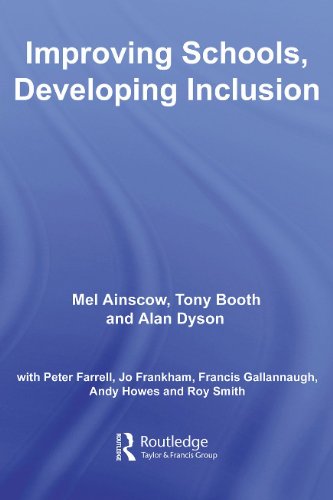 Improving Schools,
Developing Inclusion
Mel Ainscow, Tony Booth
and Alan Dyson
with Peter Farrell, Jo Frankham, Francis Gallannaugh,
Andy Howes and Roy Smith
Routledge
Taylor & Francis Group
ROUTLEDGE